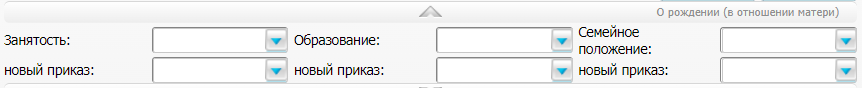 О рождении (в отношении матери)
Занятость: Образование: Семейное положение:
новый приказ: новый приказ: новый приказ: